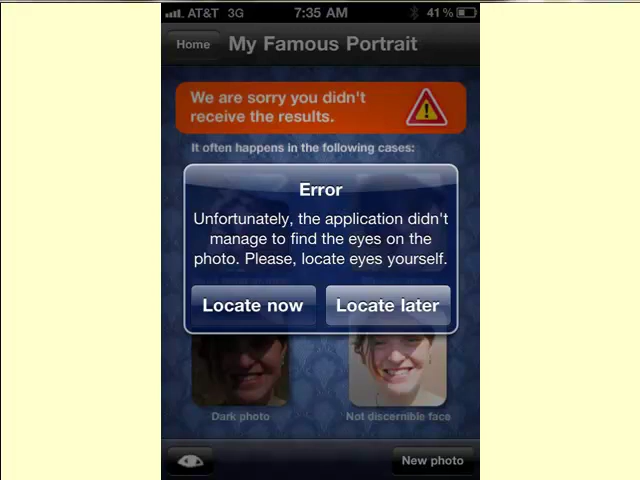 AT&T 3G 7:35 AM 41%
Home My Famous Portrait
We are sorry you didn't
receive the results.
It often happens in the following cases:
Error
Unfortunately, the application didn't
manage to find the eyes on the
photo. Please, locate eyes yourself.
Locate now Locate later
Dark photo Not discernible face
New photo